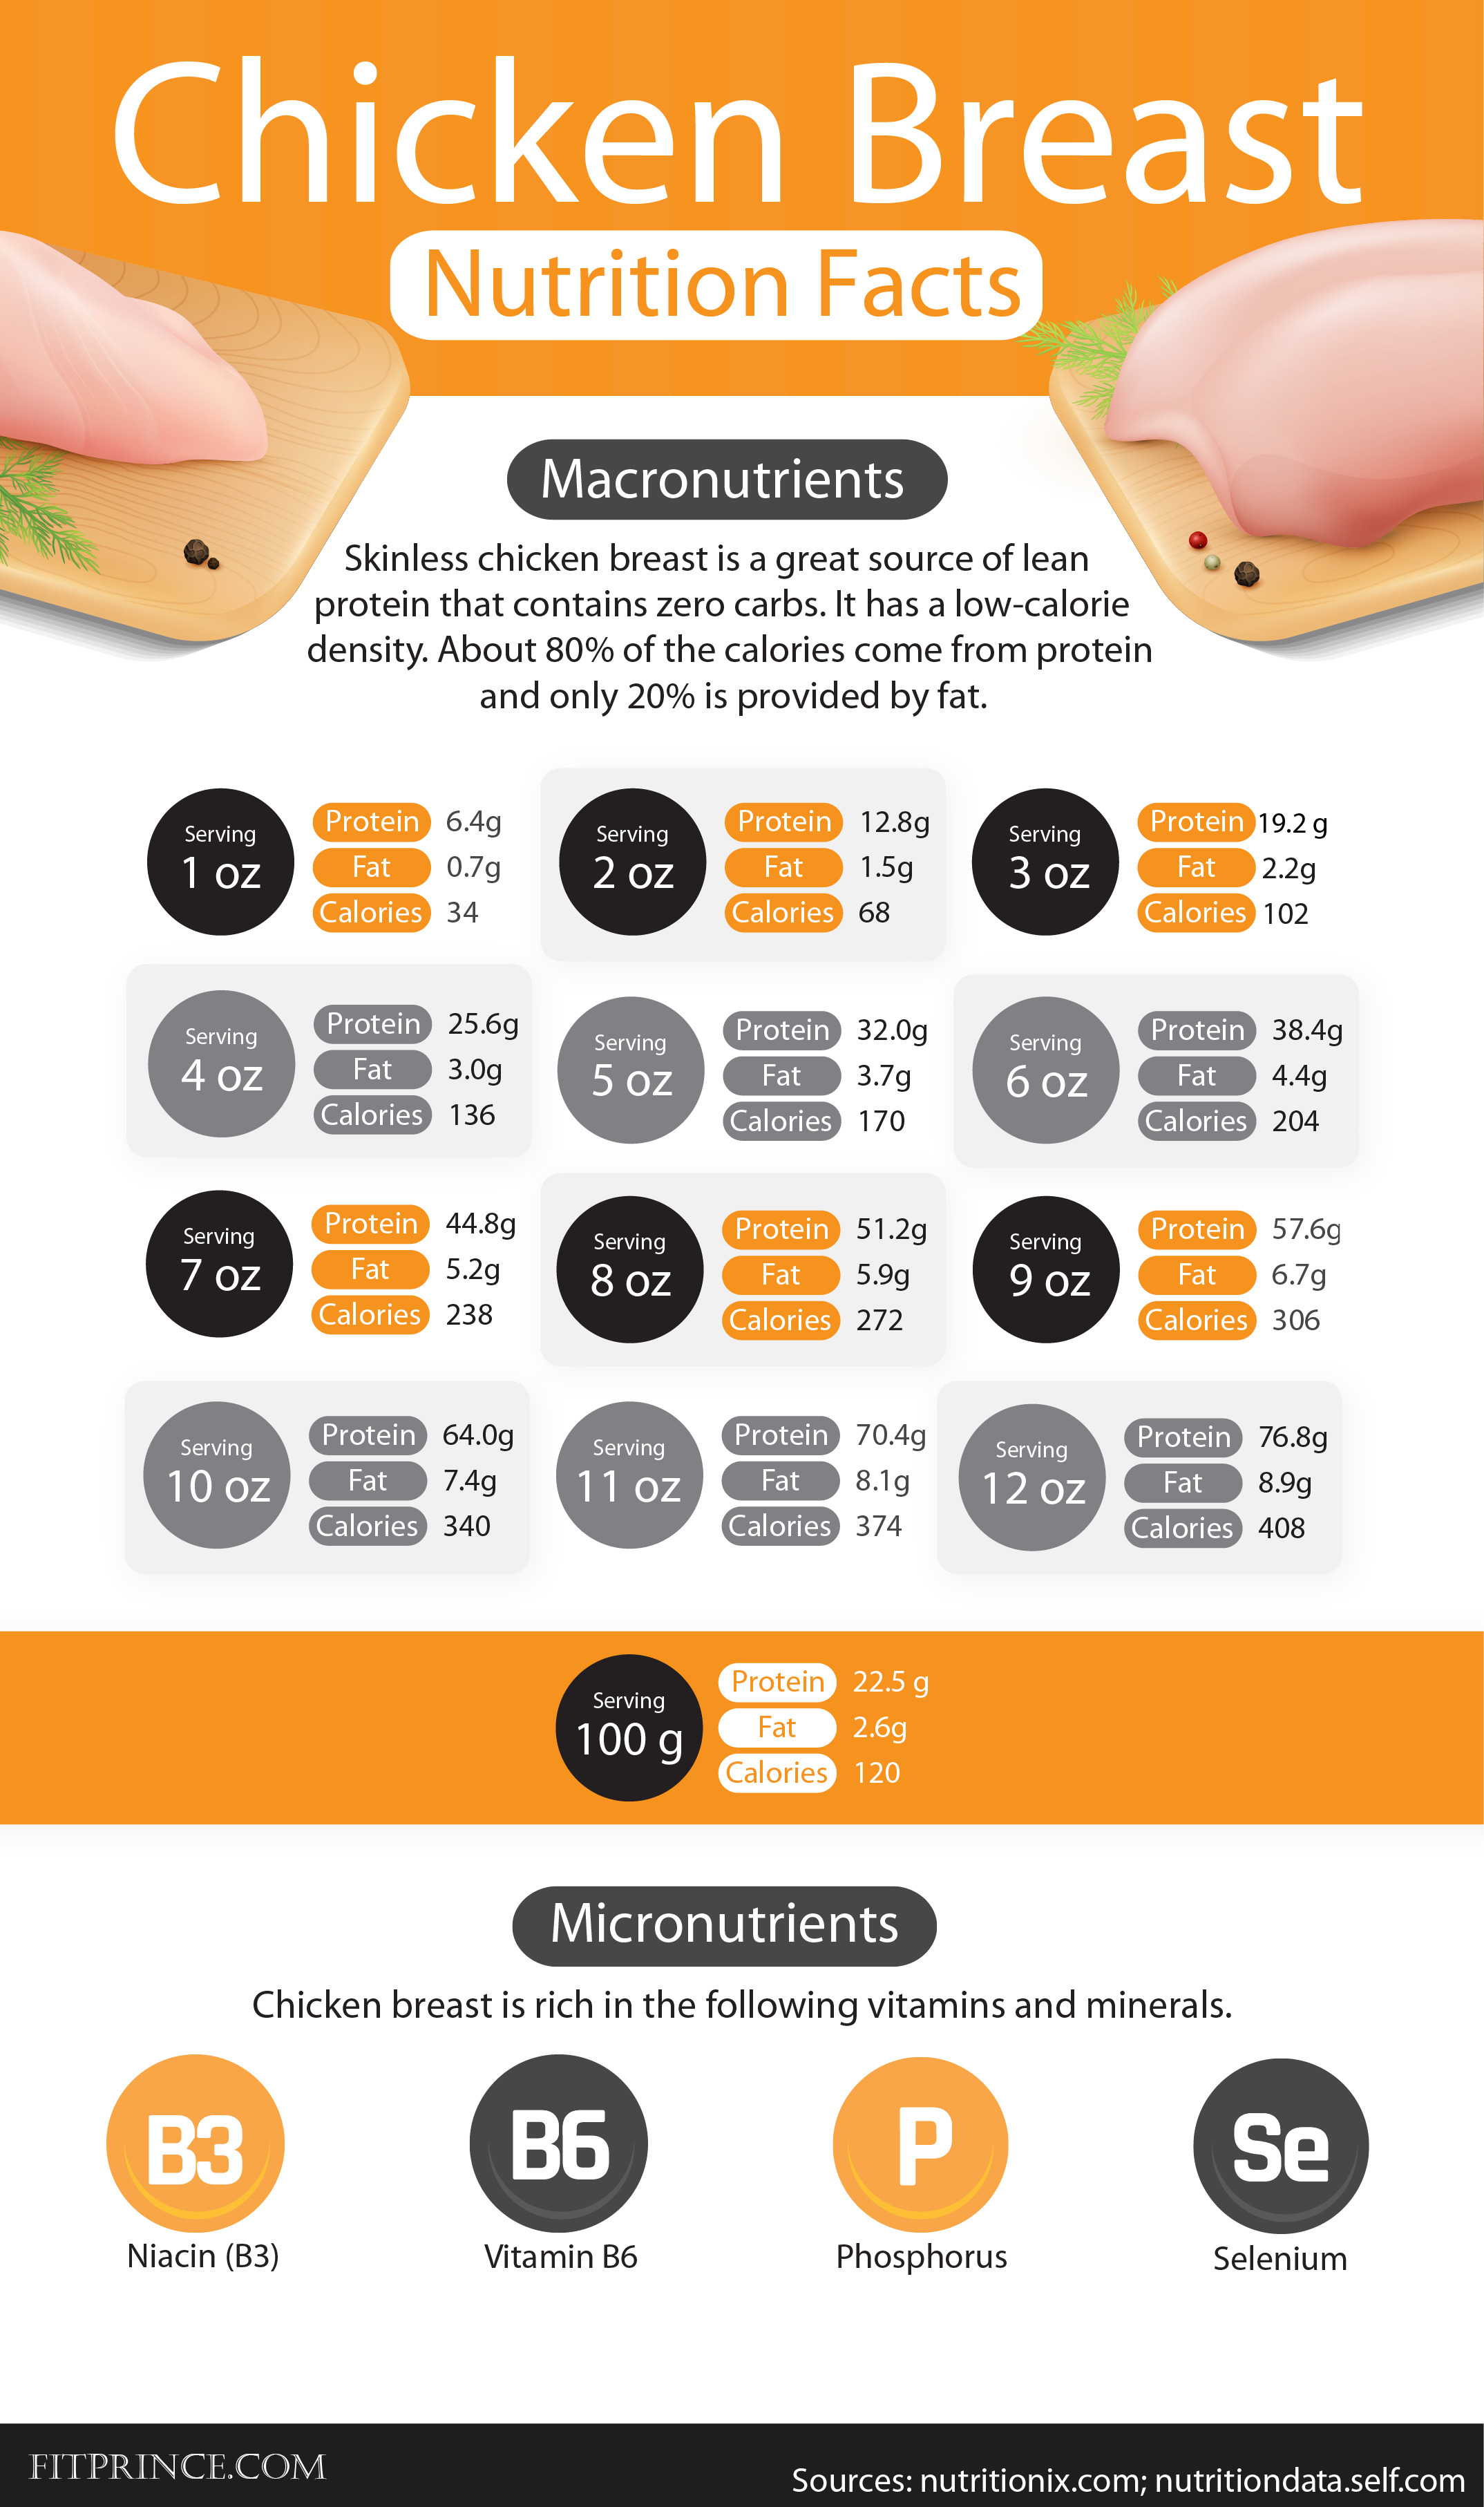 Chicken Breast
Nutrition Facts
Macronutrients
Skinless chicken breast is a great source of lean
protein that contains zero carbs. It has a low-calorie
density. About 80% of the calories come from protein
and only 20% is provided by fat.
Serving
1 oz
Protein 6.4g
Fat 0.7g
Calories 34
Serving
2 oz
Protein 12.8g
Fat 1.5g
Calories 68
Serving
3 oz
Protein 19.2 g
Fat 2.2g
Calories 102
Serving
4 oz
Protein 25.6g
Fat 3.0g
Calories 136
Serving
5 oz
Protein 32.0g
Fat 3.7g
Calories 170
Serving
6 oz
Protein 38.4g
Fat 4.4g
Calories 204
Serving
7 oz
Protein 44.8g
Fat 5.2g
Calories 238
Serving
8 oz
Protein 51.2g
Fat 5.9g
Calories 272
Serving
9 oz
Protein 57.6g
Fat 6.7g
Calories 306
Serving
10 oz
Protein 64.0g
Fat 7.4g
Calories 340
Serving
11 oz
Protein 70.4g
Fat 8.1g
Calories 374
Serving
12 oz
Protein 76.8g
Fat 8.9g
Calories 408
Serving
100 g
Protein 22.5 g
Fat 2.6g
Calories 120
Micronutrients
Chicken breast is rich in the following vitamins and minerals.
B3
Niacin (B3)
B6
Vitamin B6
P
Phosphorus
Se
Selenium
FITPRINCE.COM
Sources: nutritionix.com; nutritiondata.self.com